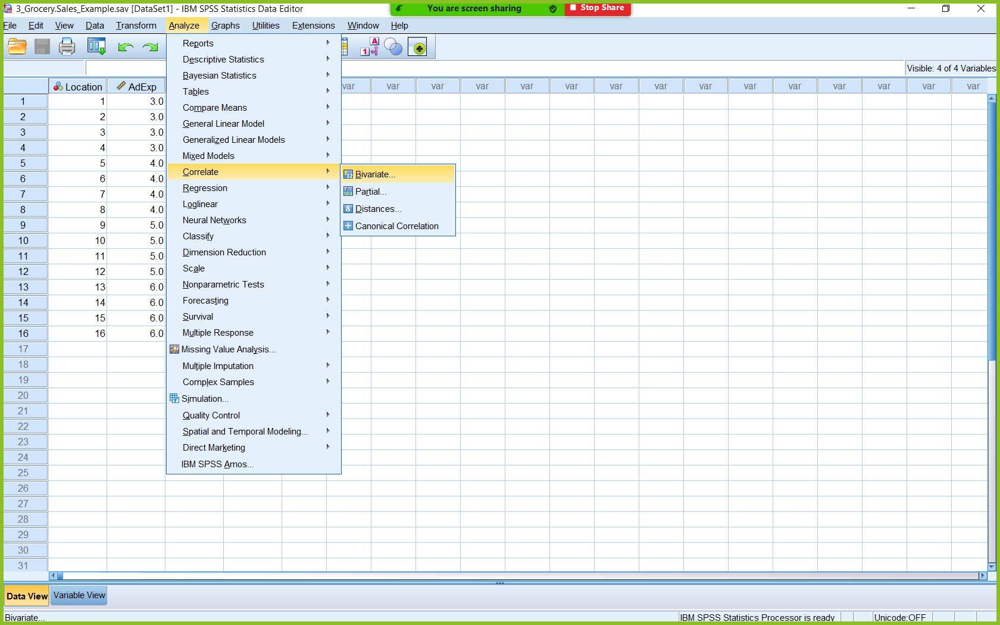 3_Grocery.Sales_Example.sav [DataSet1] - IBM SPSS Statistics Data Editor
You are screen sharing
Stop Share
File Edit View Data Transform Analyze Graphs Utilities Extensions Window Help
Visible: 4 of 4 Variables
Location AdExp var var var var var var var var var var var var var var var
1 1 3.0
2 2 3.0
3 3 3.0
4 4 3.0
5 5 4.0
6 6 4.0
7 7 4.0
8 8 4.0
9 9 5.0
10 10 5.0
11 11 5.0
12 12 5.0
13 13 6.0
14 14 6.0
15 15 6.0
16 16 6.0
17
18
19
20
21
22
23
24
25
26
27
28
29
30
31
Reports
Descriptive Statistics
Bayesian Statistics
Tables
Compare Means
General Linear Model
Generalized Linear Models
Mixed Models
Correlate
Regression
Loglinear
Neural Networks
Classify
Dimension Reduction
Scale
Nonparametric Tests
Forecasting
Survival
Multiple Response
Missing Value Analysis...
Multiple Imputation
Complex Samples
Simulation...
Quality Control
Spatial and Temporal Modeling...
Direct Marketing
IBM SPSS Amos...
Bivariate...
Partial...
Distances...
Canonical Correlation
Data View Variable View
Bivariate...
IBM SPSS Statistics Processor is ready
Unicode:OFF